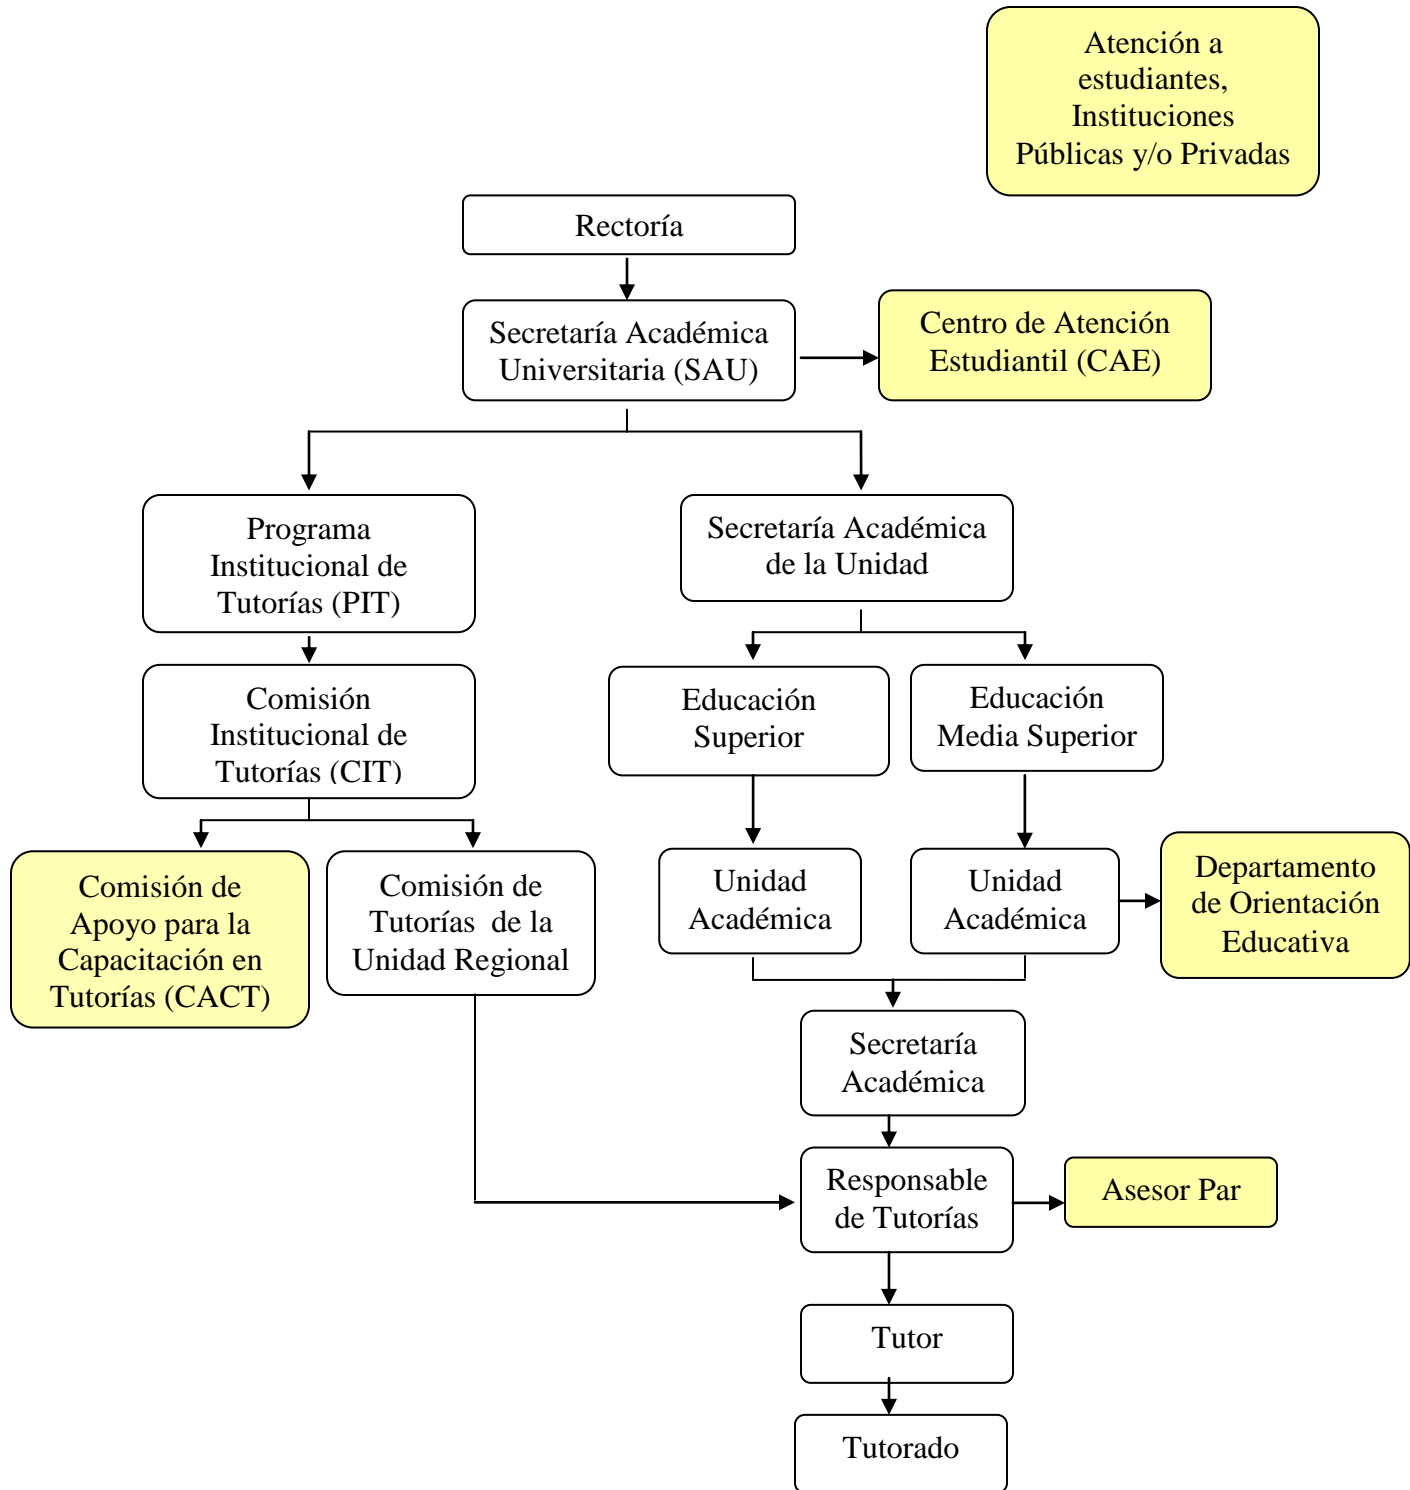 Atención a
estudiantes,
Instituciones
Públicas y/o Privadas
Rectoría
Secretaría Académica
Universitaria (SAU)
Centro de Atención
Estudiantil (CAE)
Programa
Institucional de
Tutorías (PIT)
Secretaría Académica
de la Unidad
Comisión
Institucional de
Tutorías (CIT)
Educación
Superior
Educación
Media Superior
Comisión de
Apoyo para la
Capacitación en
Tutorías (CACT)
Comisión de
Tutorías  de la
Unidad Regional
Unidad
Académica
Unidad
Académica
Departamento
de Orientación
Educativa
Secretaría
Académica
Responsable
de Tutorías
Asesor Par
Tutor
Tutorado